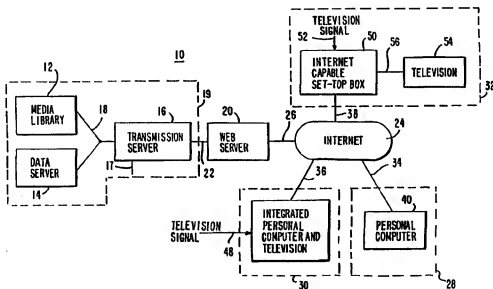 10
TELEVISION
SIGNAL
52
50
INTERNET
CAPABLE
SET-TOP BOX
56
54
TELEVISION
32
38
12
MEDIA
LIBRARY
18
16
19
TRANSMISSION
SERVER
17
DATA
SERVER
14
20
WEB
SERVER
22
26
24
INTERNET
36
34
TELEVISION
SIGNAL
48
INTEGRATED
PERSONAL
COMPUTER AND
TELEVISION
30
40
PERSONAL
COMPUTER
28